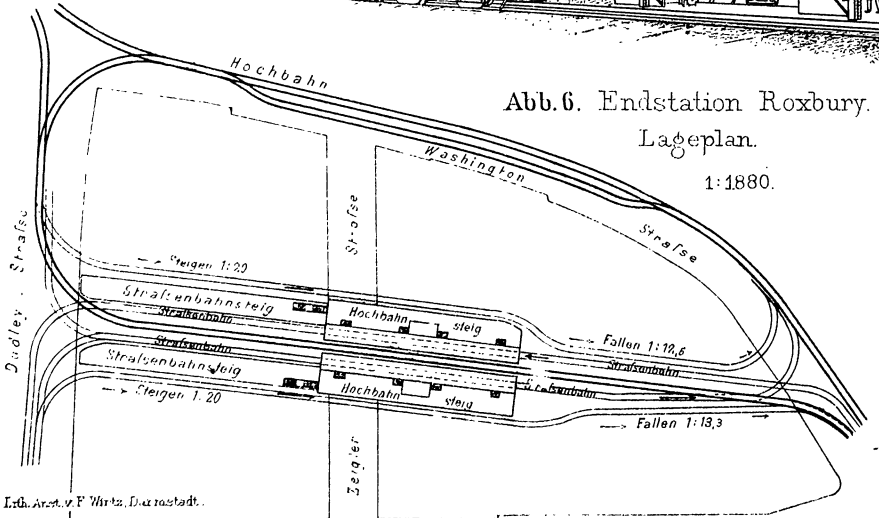 Abb. 6. Endstation Roxbury.
Lageplan.
1:1880.
Hochbahn
Washington
Strafse
Strafse
Dudley - Strafse
Steigen 1:20
Strafsenbahnsteig
Strafsenbahn
Hochbahn steig
Fallen 1:12,6
Strafsenbahn
Strafsenbahn
Strafsenbahnsteig
Steigen 1:20
Hochbahn steig
Strafsenbahn
Fallen 1:13,3
Zeigler
Lith. Anst. v. F. Wirtz, Darmstadt.